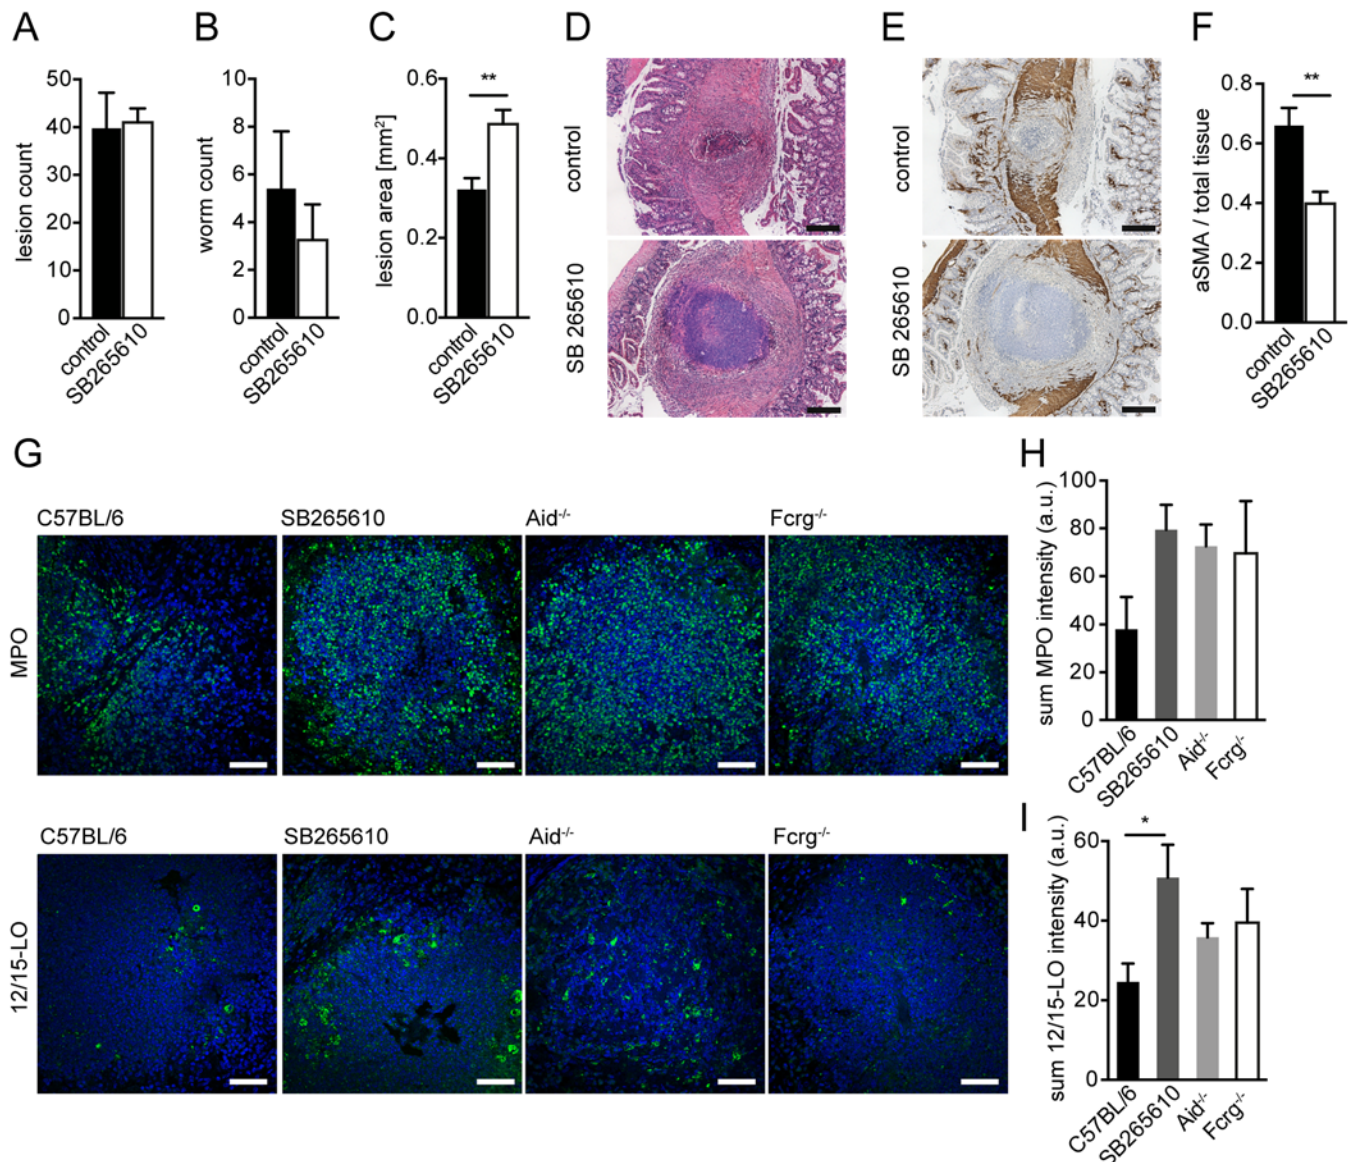 A
B
C
D
E
F
lesion count
50
40
30
20
10
0
control
SB265610
worm count
10
8
6
4
2
0
control
SB265610
lesion area [mm²]
0.6
0.4
0.2
0.0
**
control
SB265610
control
SB 265610
control
SB 265610
aSMA / total tissue
0.8
0.6
0.4
0.2
0.0
**
control
SB265610
G
C57BL/6
SB265610
Aid-/-
Fcrg-/-
MPO
C57BL/6
SB265610
Aid-/-
Fcrg-/-
12/15-LO
H
sum MPO intensity (a.u.)
100
80
60
40
20
0
C57BL/6
SB265610
Aid-/-
Fcrg-/-
I
sum 12/15-LO intensity (a.u.)
60
40
20
0
*
C57BL/6
SB265610
Aid-/-
Fcrg-/-